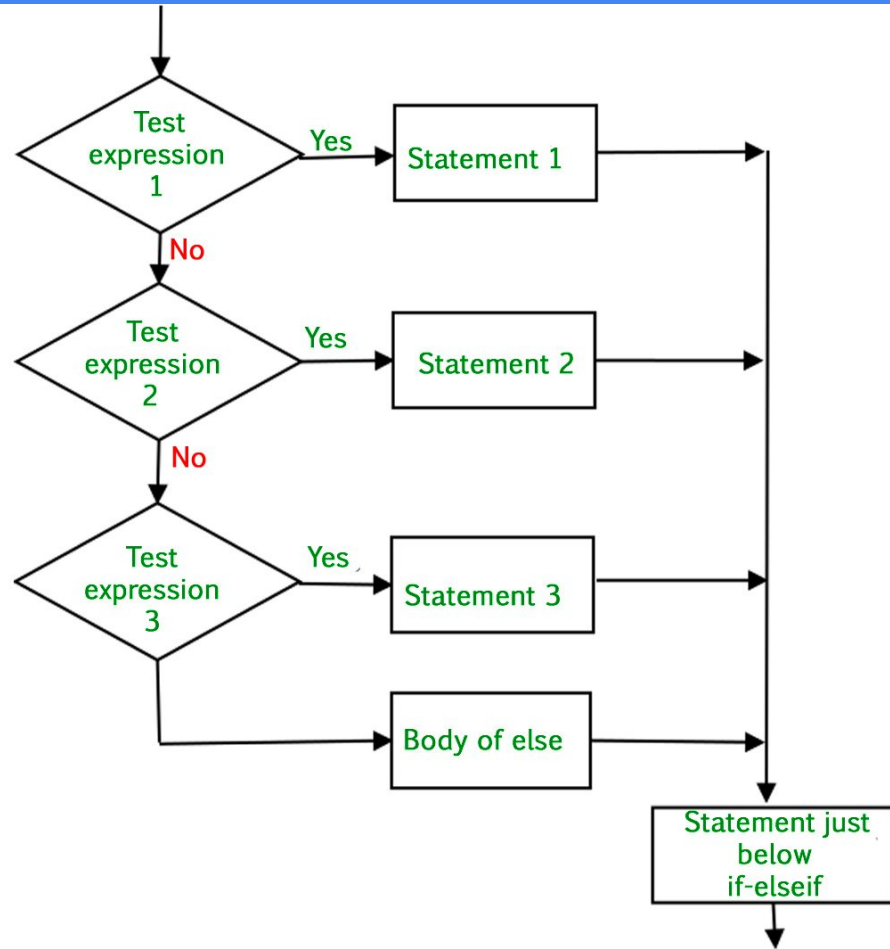 Test
expression
1
Yes
Statement 1
No
Test
expression
2
Yes
Statement 2
No
Test
expression
3
Yes
Statement 3
Body of else
Statement just
below
if-elseif